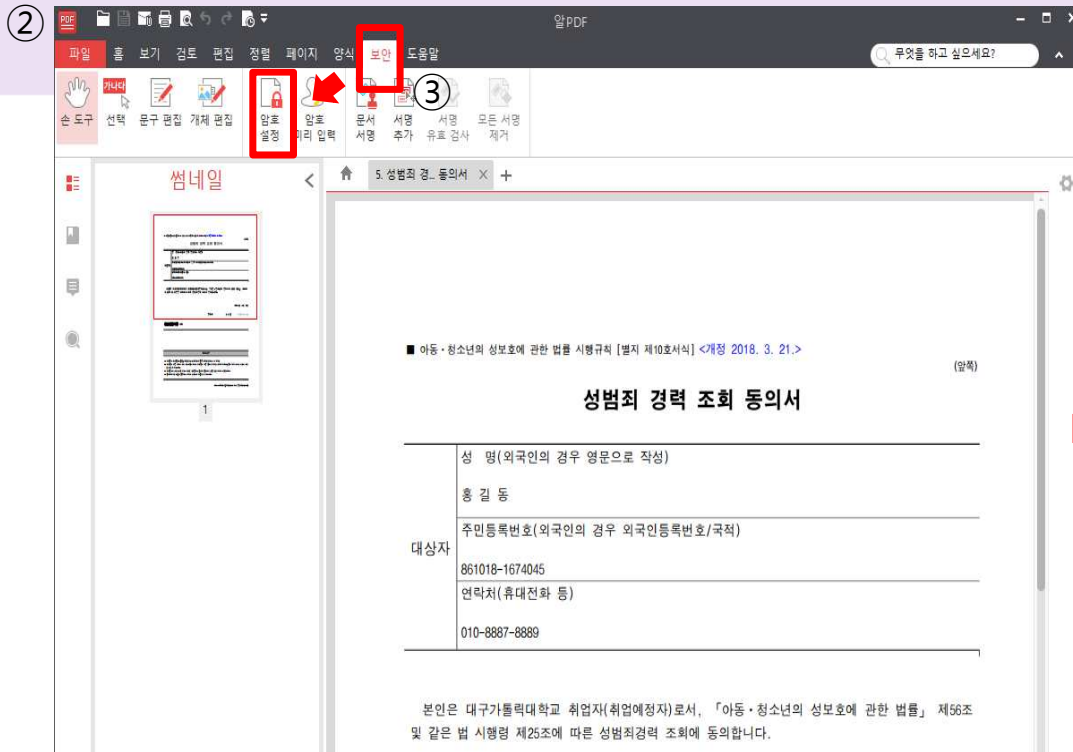 ②
PDF
알PDF
파일 홈 보기 검토 편집 정렬 페이지 양식 보안 도움말
무엇을 하고 싶으세요?
③
가나다
손 도구 선택 문구 편집 개체 편집 암호 설정 암호 미리 입력 문서 서명 서명 추가 서명 유효 검사 모든 서명 제거
썸네일
5. 성범죄 경... 동의서
1
■ 아동・청소년의 성보호에 관한 법률 시행규칙 [별지 제10호서식] <개정 2018. 3. 21.>
(앞쪽)
성범죄 경력 조회 동의서
대상자
성 명(외국인의 경우 영문으로 작성)
홍 길 동
주민등록번호(외국인의 경우 외국인등록번호/국적)
861018-1674045
연락처(휴대전화 등)
010-8887-8889
본인은 대구가톨릭대학교 취업자(취업예정자)로서, 「아동・청소년의 성보호에 관한 법률」 제56조
및 같은 법 시행령 제25조에 따른 성범죄경력 조회에 동의합니다.